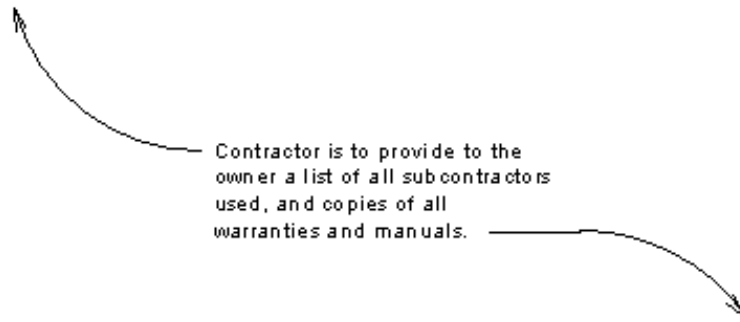 Contractor is to provide to the
owner a list of all subcontractors
used, and copies of all
warranties and manuals.